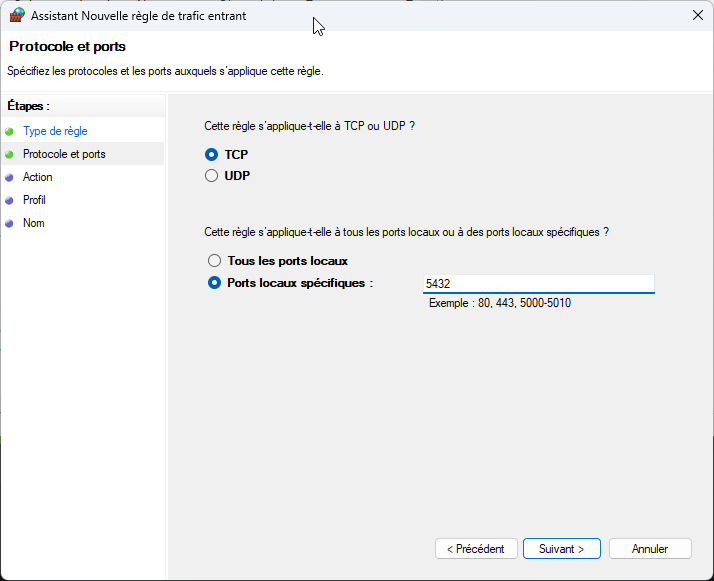 Assistant Nouvelle règle de trafic entrant
Protocole et ports
Spécifiez les protocoles et les ports auxquels s'applique cette règle.
Étapes :
Type de règle
Protocole et ports
Action
Profil
Nom
Cette règle s'applique-t-elle à TCP ou UDP ?
TCP
UDP
Cette règle s'applique-t-elle à tous les ports locaux ou à des ports locaux spécifiques ?
Tous les ports locaux
Ports locaux spécifiques :
5432
Exemple : 80, 443, 5000-5010
< Précédent
Suivant >
Annuler